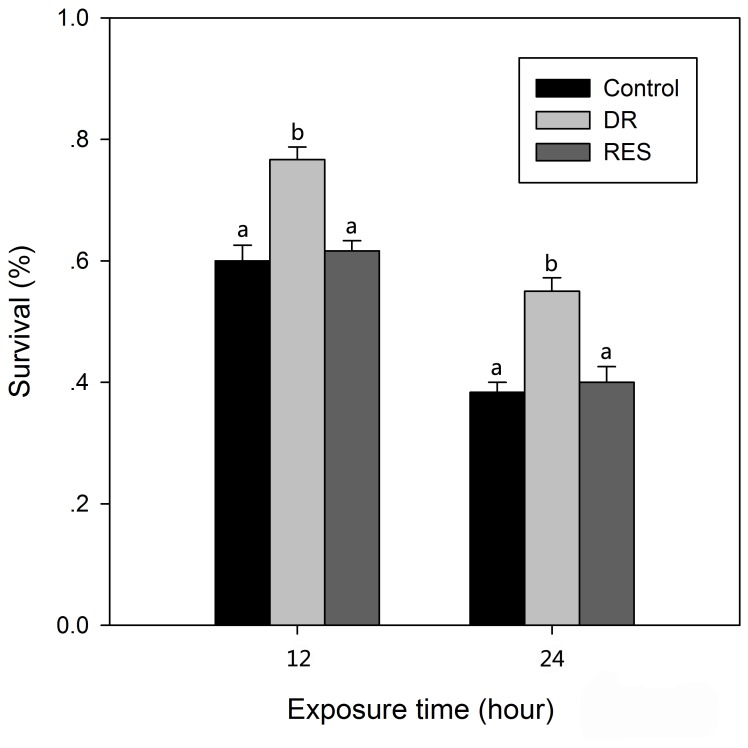 1.0
.8
.6
.4
.2
0.0
Survival (%)
Control
DR
RES
a
b
a
a
b
a
12
24
Exposure time (hour)